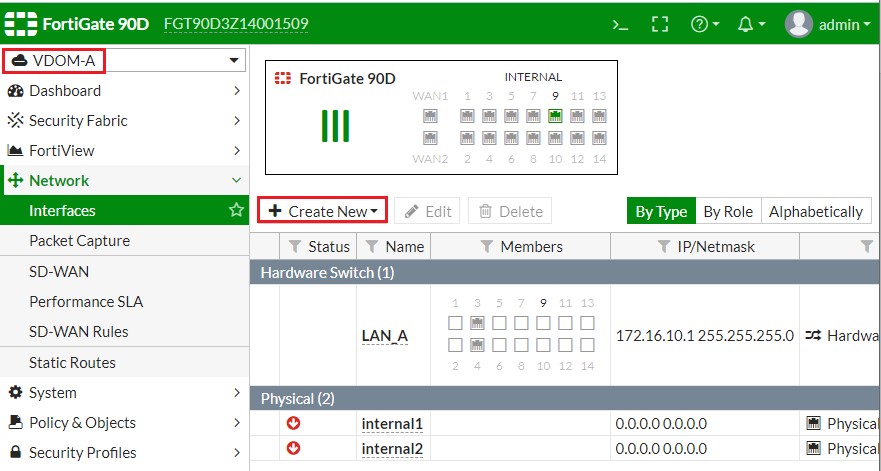 FortiGate 90D FGT90D3Z14001509 >_ admin
VDOM-A
Dashboard
Security Fabric
FortiView
Network
Interfaces
Packet Capture
SD-WAN
Performance SLA
SD-WAN Rules
Static Routes
System
Policy & Objects
Security Profiles
FortiGate 90D INTERNAL
WAN1 1 3 5 7 9 11 13
WAN2 2 4 6 8 10 12 14
+ Create New Edit Delete By Type By Role Alphabetically
Status Name Members IP/Netmask
Hardware Switch (1)
1 3 5 7 9 11 13
LAN_A 172.16.10.1 255.255.255.0 Hardwa
2 4 6 8 10 12 14
Physical (2)
internal1 0.0.0.0 0.0.0.0 Physical
internal2 0.0.0.0 0.0.0.0 Physical